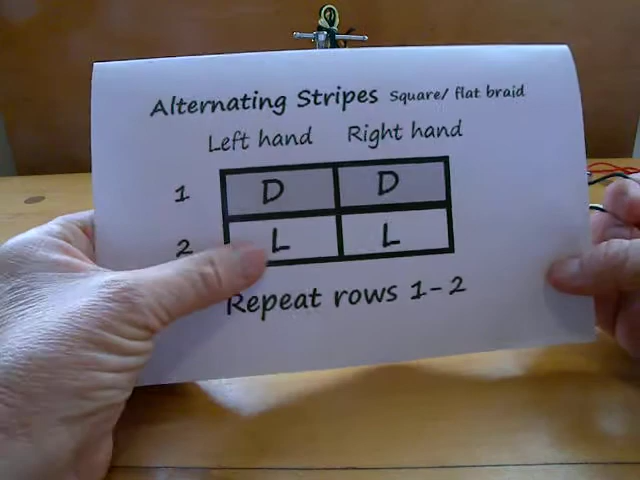 Alternating Stripes Square/ flat braid
Left hand Right hand
1 D D
2 L L
Repeat rows 1-2